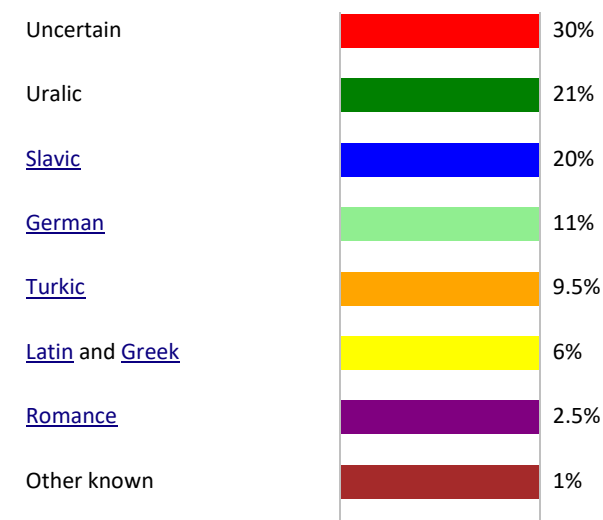 Uncertain 30%
Uralic 21%
Slavic 20%
German 11%
Turkic 9.5%
Latin and Greek 6%
Romance 2.5%
Other known 1%